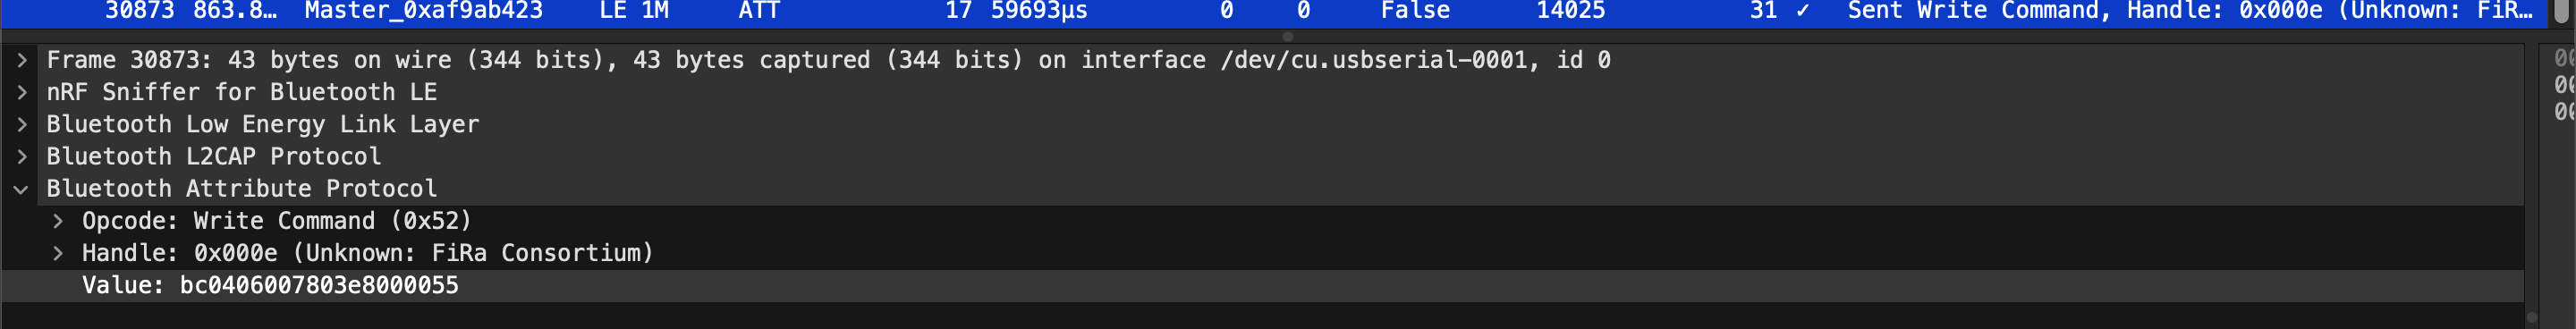 30873 863.8… Master_0xaf9ab423 LE 1M ATT 17 59693µs 0 0 False 14025 31 ✓ Sent Write Command, Handle: 0x000e (Unknown: FiR…
Frame 30873: 43 bytes on wire (344 bits), 43 bytes captured (344 bits) on interface /dev/cu.usbserial-0001, id 0
nRF Sniffer for Bluetooth LE
Bluetooth Low Energy Link Layer
Bluetooth L2CAP Protocol
Bluetooth Attribute Protocol
Opcode: Write Command (0x52)
Handle: 0x000e (Unknown: FiRa Consortium)
Value: bc0406007803e8000055